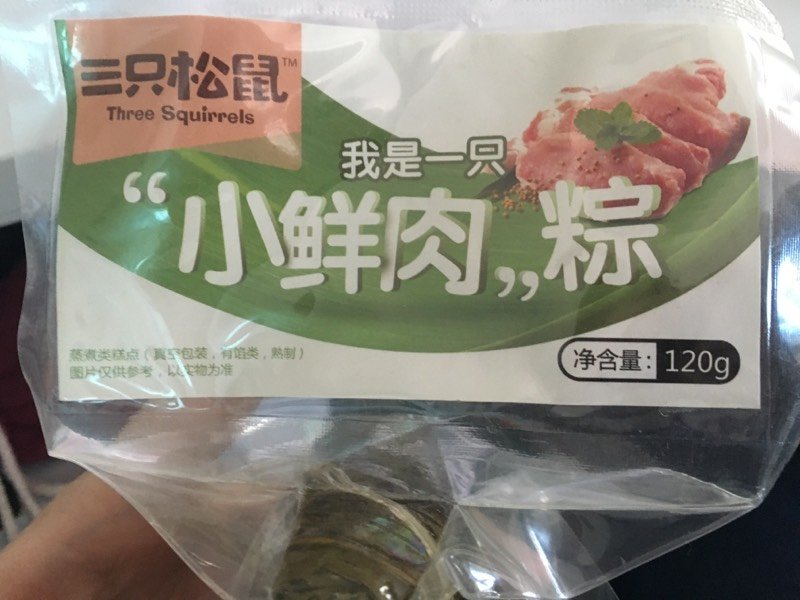 三只松鼠™
Three Squirrels
我是一只
“小鲜肉”粽
蒸煮类糕点（真空包装，有馅类，熟制）
图片仅供参考，以实物为准
净含量：120g